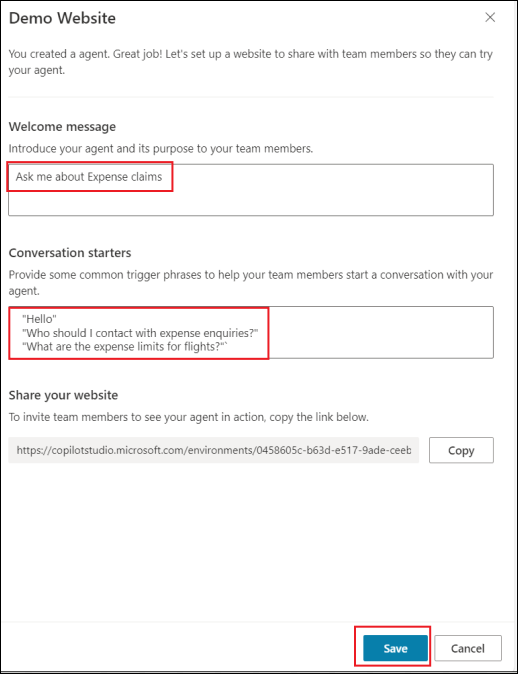 Demo Website
You created a agent. Great job! Let's set up a website to share with team members so they can try
your agent.
Welcome message
Introduce your agent and its purpose to your team members.
Ask me about Expense claims
Conversation starters
Provide some common trigger phrases to help your team members start a conversation with your
agent.
"Hello"
"Who should I contact with expense enquiries?"
"What are the expense limits for flights?"`
Share your website
To invite team members to see your agent in action, copy the link below.
https://copilotstudio.microsoft.com/environments/0458605c-b63d-e517-9ade-ceeb
Copy
Save
Cancel